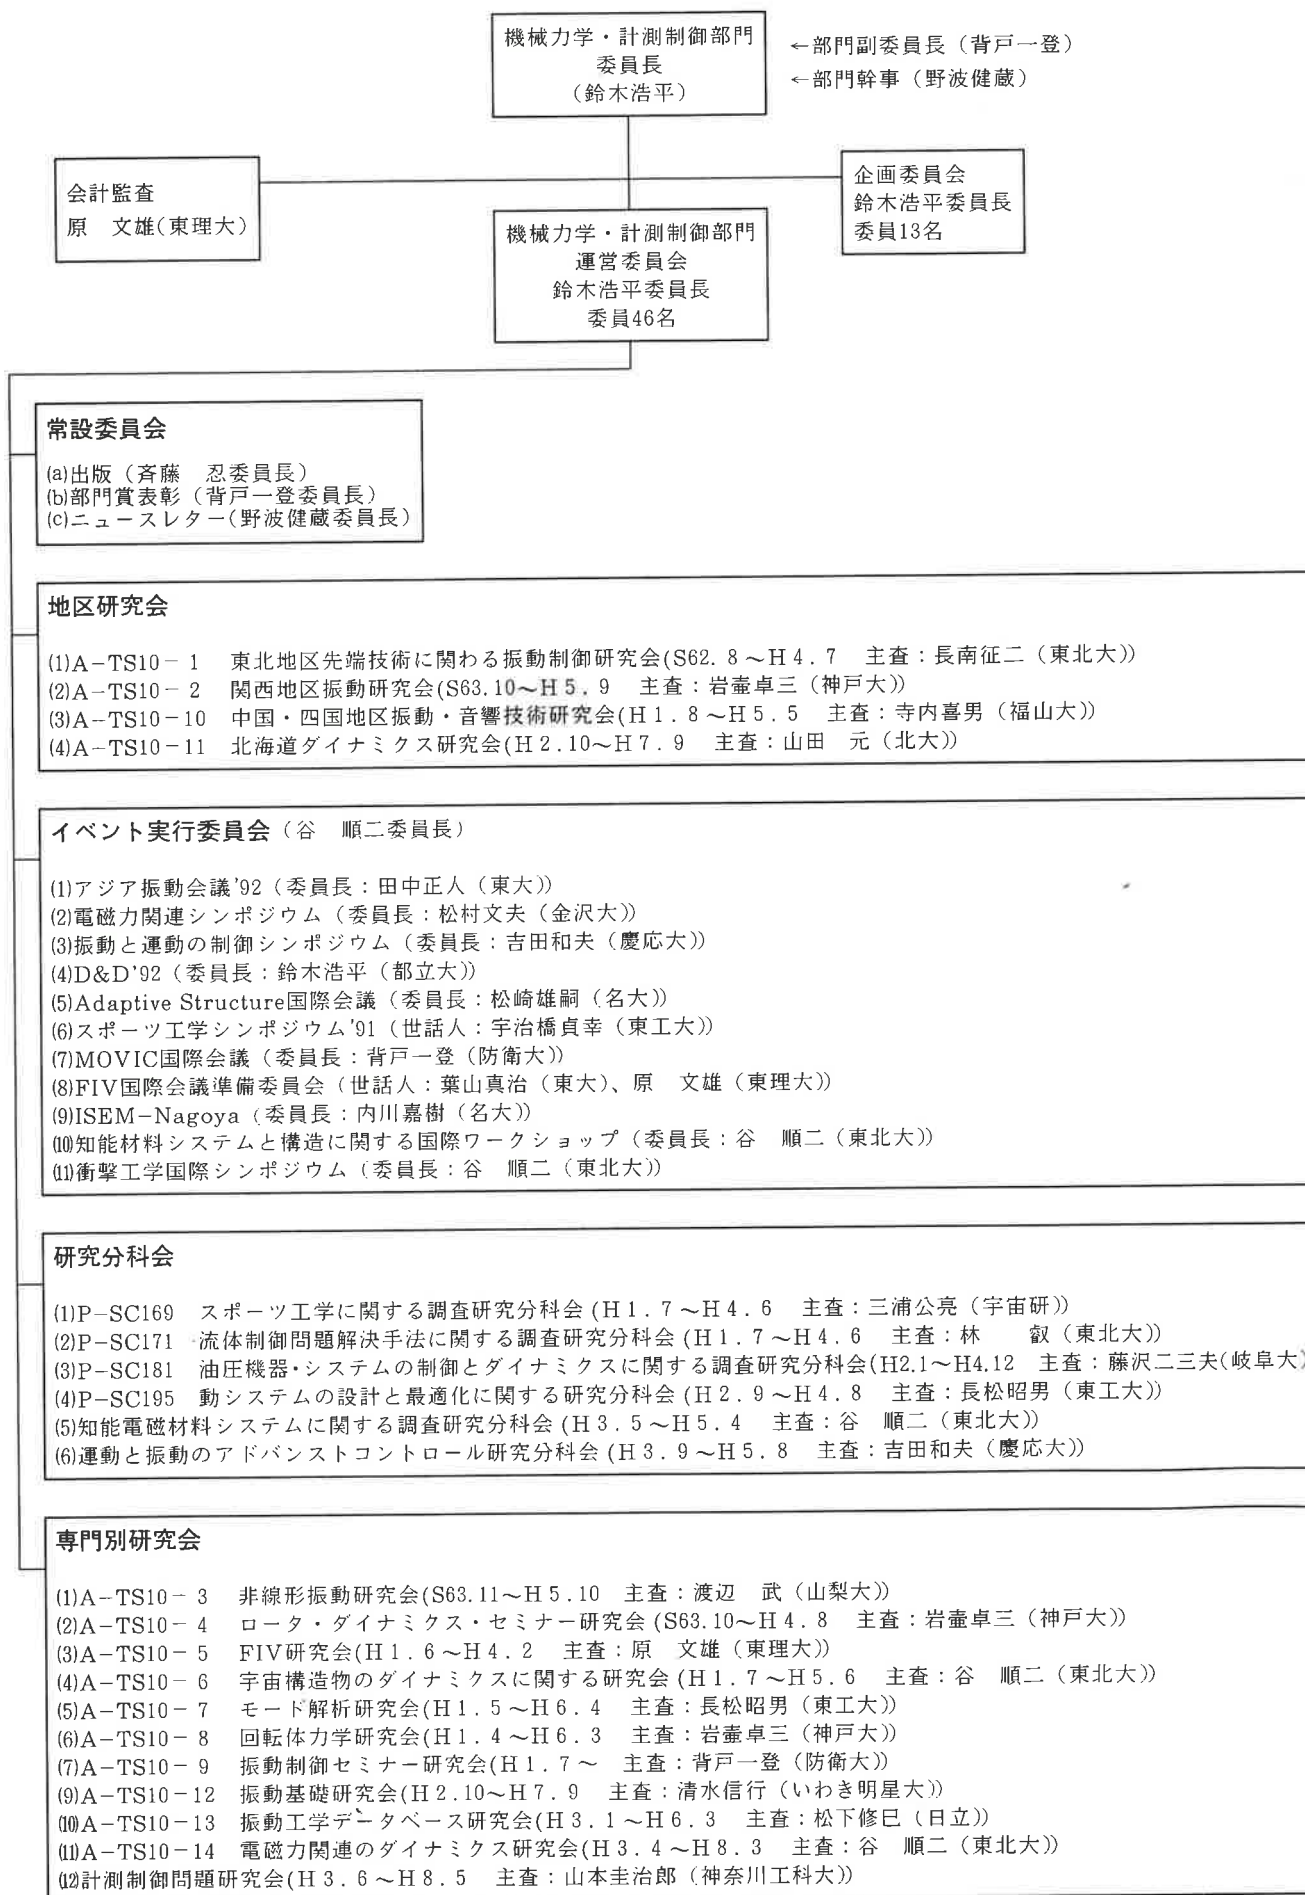 機械力学・計測制御部門
委員長
(鈴木浩平)
←部門副委員長（背戸一登）
←部門幹事（野波健蔵）
会計監査
原　文雄(東理大)
企画委員会
鈴木浩平委員長
委員13名
機械力学・計測制御部門
運営委員会
鈴木浩平委員長
委員46名
常設委員会
(a)出版（斉藤　忍委員長）
(b)部門賞表彰（背戸一登委員長）
(c)ニュースレター(野波健蔵委員長)
地区研究会
(1)A-TS10-1　東北地区先端技術に関わる振動制御研究会(S62.8～H4.7　主査：長南征二（東北大))
(2)A-TS10-2　関西地区振動研究会(S63.10～H5.9　主査：岩壷卓三（神戸大))
(3)A-TS10-10　中国・四国地区振動・音響技術研究会(H1.8～H5.5　主査：寺内喜男（福山大))
(4)A-TS10-11　北海道ダイナミクス研究会(H2.10～H7.9　主査：山田　元（北大))
イベント実行委員会（谷　順二委員長）
(1)アジア振動会議'92（委員長：田中正人（東大))
(2)電磁力関連シンポジウム（委員長：松村文夫（金沢大))
(3)振動と運動の制御シンポジウム（委員長：吉田和夫（慶応大))
(4)D&D'92（委員長：鈴木浩平（都立大))
(5)Adaptive Structure国際会議（委員長：松崎雄嗣（名大))
(6)スポーツ工学シンポジウム'91（世話人：宇治橋貞幸（東工大))
(7)MOVIC国際会議（委員長：背戸一登（防衛大))
(8)FIV国際会議準備委員会（世話人：葉山真治（東大)、原　文雄（東理大))
(9)ISEM-Nagoya（委員長：内川嘉樹（名大))
(10)知能材料システムと構造に関する国際ワークショップ（委員長：谷　順二（東北大))
(11)衝撃工学国際シンポジウム（委員長：谷　順二（東北大))
研究分科会
(1)P-SC169　スポーツ工学に関する調査研究分科会(H1.7～H4.6　主査：三浦公亮（宇宙研))
(2)P-SC171　流体制御問題解決手法に関する調査研究分科会(H1.7～H4.6　主査：林　　叡（東北大))
(3)P-SC181　油圧機器・システムの制御とダイナミクスに関する調査研究分科会(H2.1～H4.12　主査：藤沢二三夫(岐阜大)
(4)P-SC195　動システムの設計と最適化に関する研究分科会(H2.9～H4.8　主査：長松昭男（東工大))
(5)知能電磁材料システムに関する調査研究分科会(H3.5～H5.4　主査：谷　順二（東北大))
(6)運動と振動のアドバンストコントロール研究分科会(H3.9～H5.8　主査：吉田和夫（慶応大))
専門別研究会
(1)A-TS10-3　非線形振動研究会(S63.11～H5.10　主査：渡辺　武（山梨大))
(2)A-TS10-4　ロータ・ダイナミクス・セミナー研究会(S63.10～H4.8　主査：岩壷卓三（神戸大))
(3)A-TS10-5　FIV研究会(H1.6～H4.2　主査：原　文雄（東理大))
(4)A-TS10-6　宇宙構造物のダイナミクスに関する研究会(H1.7～H5.6　主査：谷　順二（東北大))
(5)A-TS10-7　モード解析研究会(H1.5～H6.4　主査：長松昭男（東工大))
(6)A-TS10-8　回転体力学研究会(H1.4～H6.3　主査：岩壷卓三（神戸大))
(7)A-TS10-9　振動制御セミナー研究会(H1.7～　主査：背戸一登（防衛大))
(9)A-TS10-12　振動基礎研究会(H2.10～H7.9　主査：清水信行（いわき明星大))
(10)A-TS10-13　振動工学データベース研究会(H3.1～H6.3　主査：松下修巳（日立))
(11)A-TS10-14　電磁力関連のダイナミクス研究会(H3.4～H8.3　主査：谷　順二（東北大))
(12)計測制御問題研究会(H3.6～H8.5　主査：山本圭治郎（神奈川工科大))